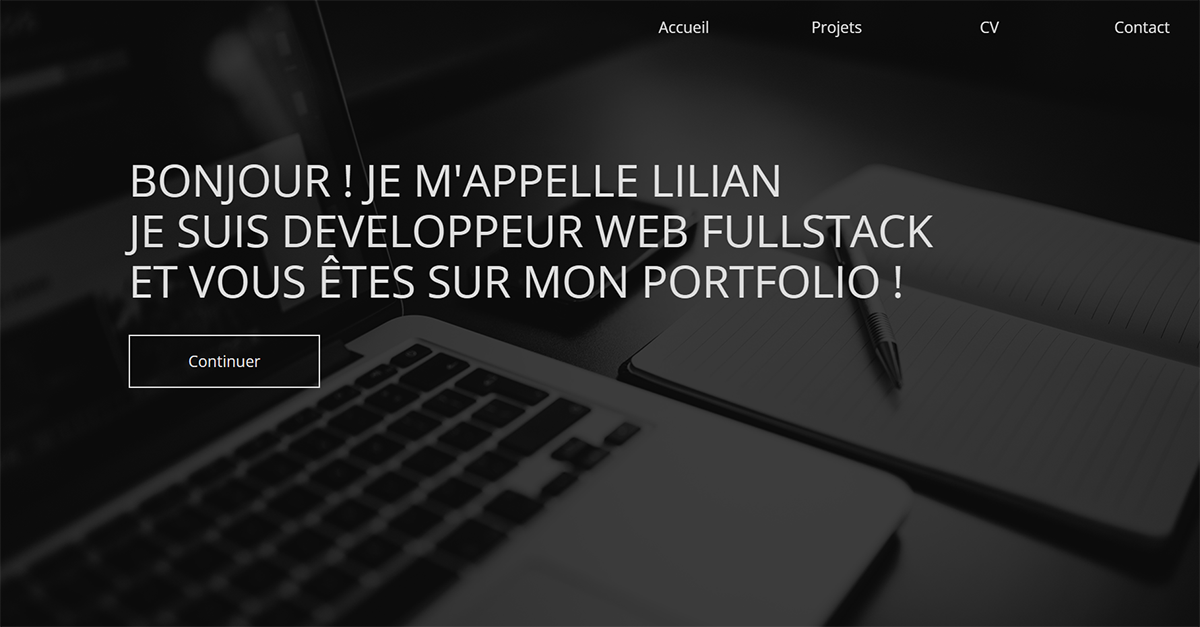 Accueil Projets CV Contact
BONJOUR ! JE M'APPELLE LILIAN
JE SUIS DEVELOPPEUR WEB FULLSTACK
ET VOUS ÊTES SUR MON PORTFOLIO !
Continuer